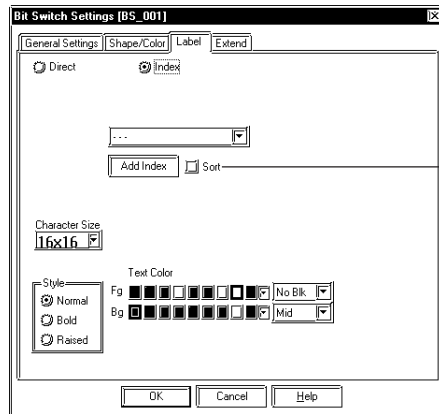 Bit Switch Settings [BS_001]
General Settings Shape/Color Label Extend
Direct Index
---
Add Index Sort
Character Size
16x16
Style
Text Color
Fg No Blk
Normal
Bg Mid
Bold
Raised
OK Cancel Help